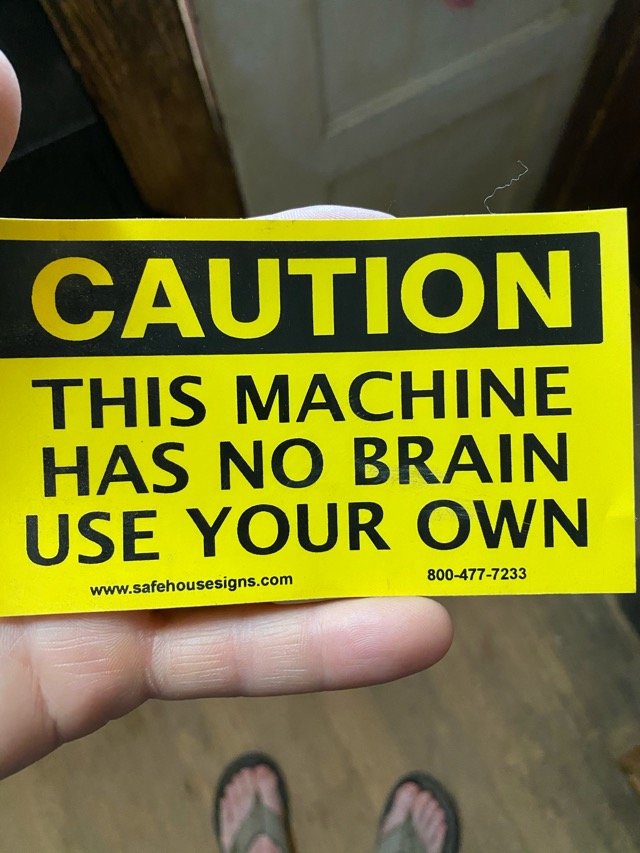 CAUTION
THIS MACHINE
HAS NO BRAIN
USE YOUR OWN
www.safehousesigns.com 800-477-7233